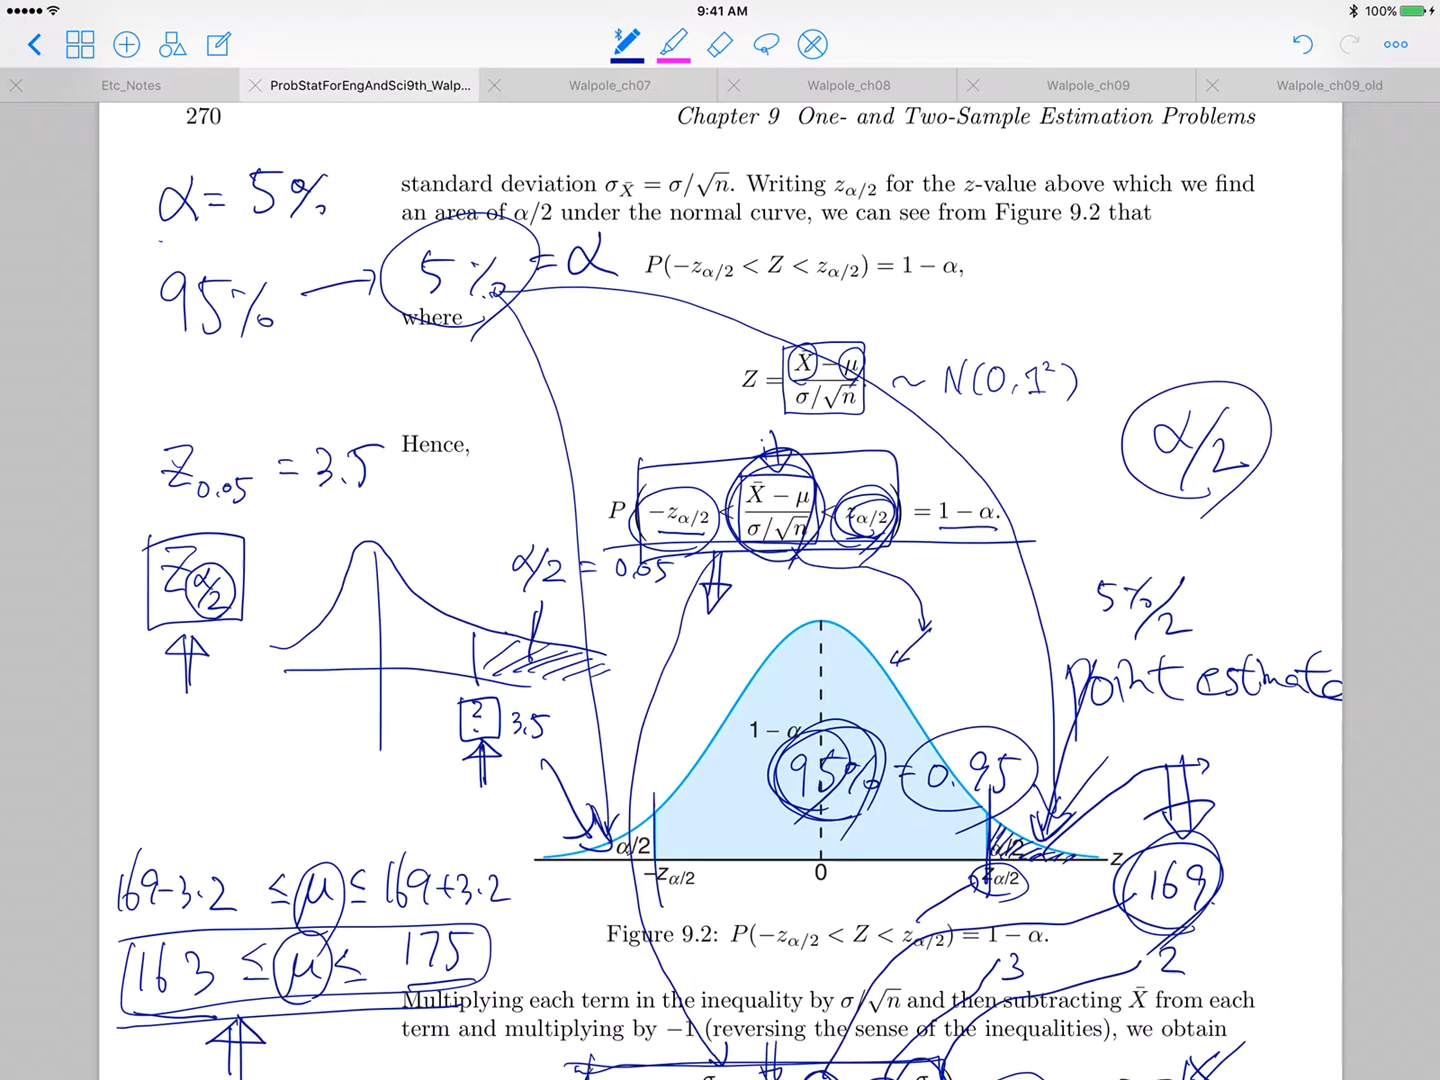 9:41 AM
100%
Etc_Notes
ProbStatForEngAndSci9th_Walp...
Walpole_ch07
Walpole_ch08
Walpole_ch09
Walpole_ch09_old
270
Chapter 9 One- and Two-Sample Estimation Problems
α = 5%
standard deviation σ_X̄ = σ/√n. Writing z_α/2 for the z-value above which we find
an area of α/2 under the normal curve, we can see from Figure 9.2 that
95% → 5% = α
P(−z_α/2 < Z < z_α/2) = 1 − α,
where
Z = (X̄ − μ)/(σ/√n) ~ N(0, 1²)
α/2
Hence,
Z_0.05 = 3.5
P(−z_α/2 < (X̄ − μ)/(σ/√n) < z_α/2) = 1 − α.
α/2 = 0.05
Z_α/2
5%/2
point estimate
? 3.5
1 − α
95% = 0.95
α/2
α/2
z
−z_α/2
0
z_α/2
169
169-3·2 ≤ μ ≤ 169+3·2
Figure 9.2: P(−z_α/2 < Z < z_α/2) = 1 − α.
163 ≤ μ ≤ 175
3
2
Multiplying each term in the inequality by σ/√n and then subtracting X̄ from each
term and multiplying by −1 (reversing the sense of the inequalities), we obtain